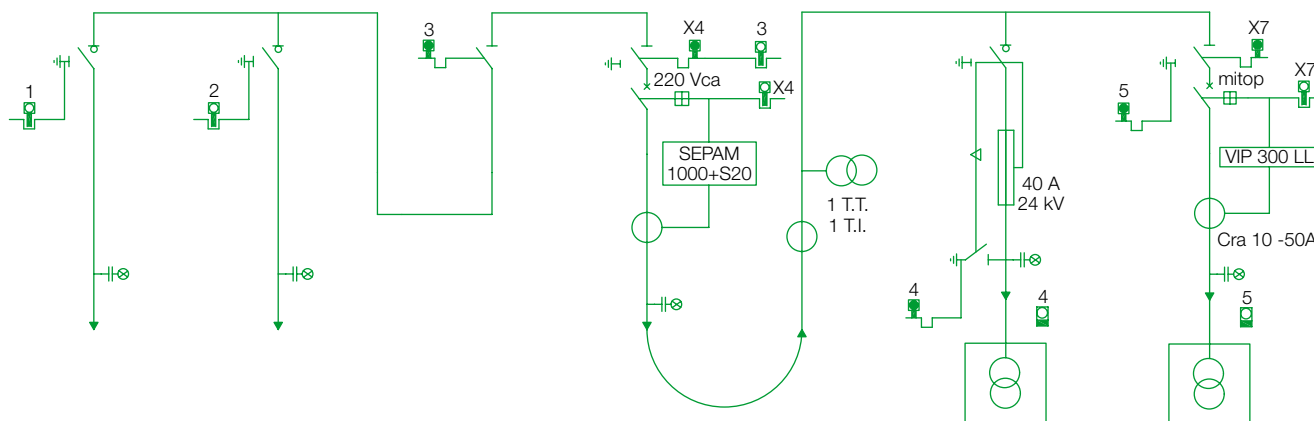 3
X4
3
X7
220 Vca
mitop
1
2
X4
5
X7
SEPAM
1000+S20
VIP 300 LL
40 A
24 kV
1 T.T.
1 T.I.
Cra 10 -50A
4
4
5